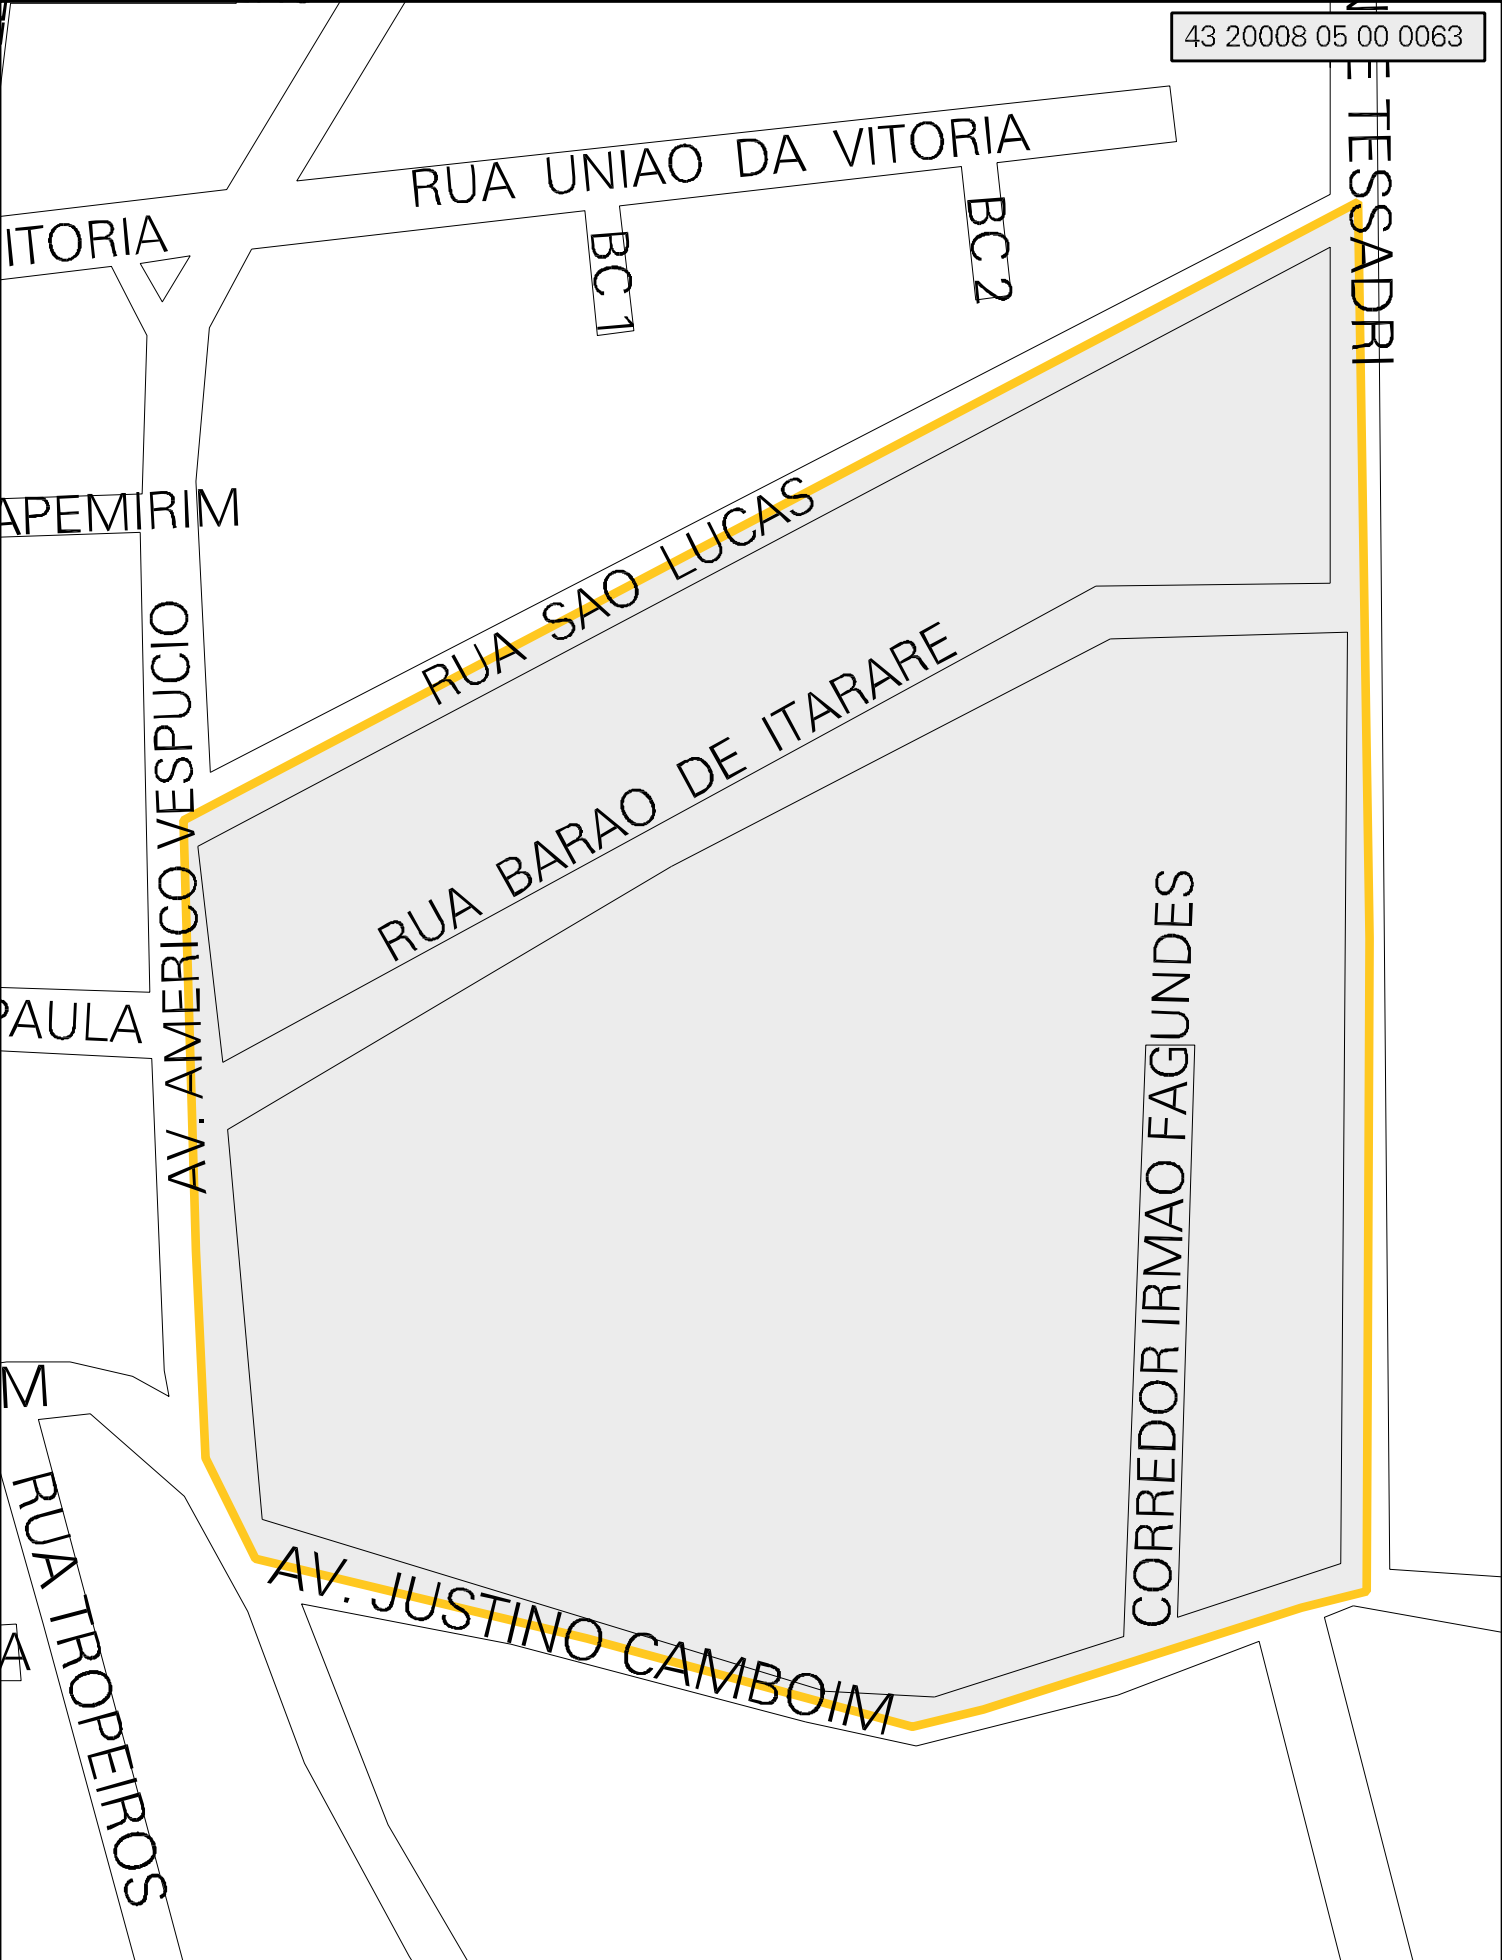 43 20008 05 00 0063
TESSADRI
RUA UNIAO DA VITORIA
ITORIA
BC 1
BC 2
RUA SAO LUCAS
APEMIRIM
AV. AMERICO VESPUCIO
RUA BARAO DE ITARARE
PAULA
CORREDOR IRMAO FAGUNDES
M
RUA TROPEIROS
AV. JUSTINO CAMBOIM
A